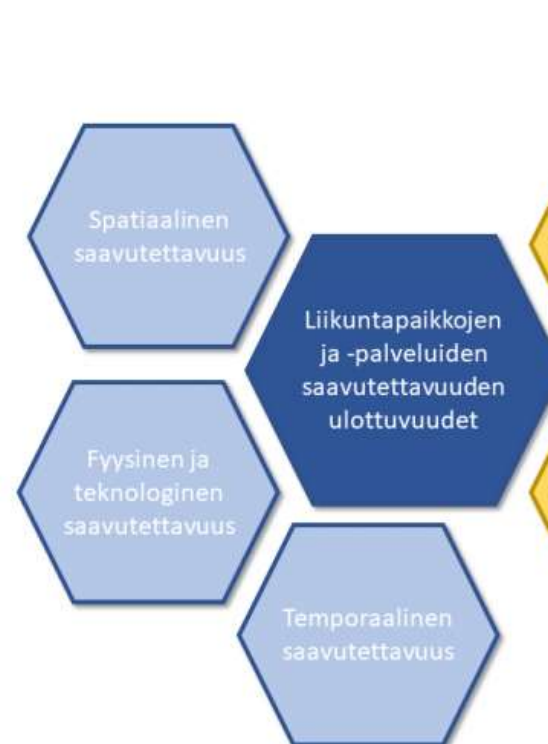 Spatiaalinen
saavutettavuus
Liikuntapaikkojen
ja -palveluiden
saavutettavuuden
ulottuvuudet
Fyysinen ja
teknologinen
saavutettavuus
Temporaalinen
saavutettavuus